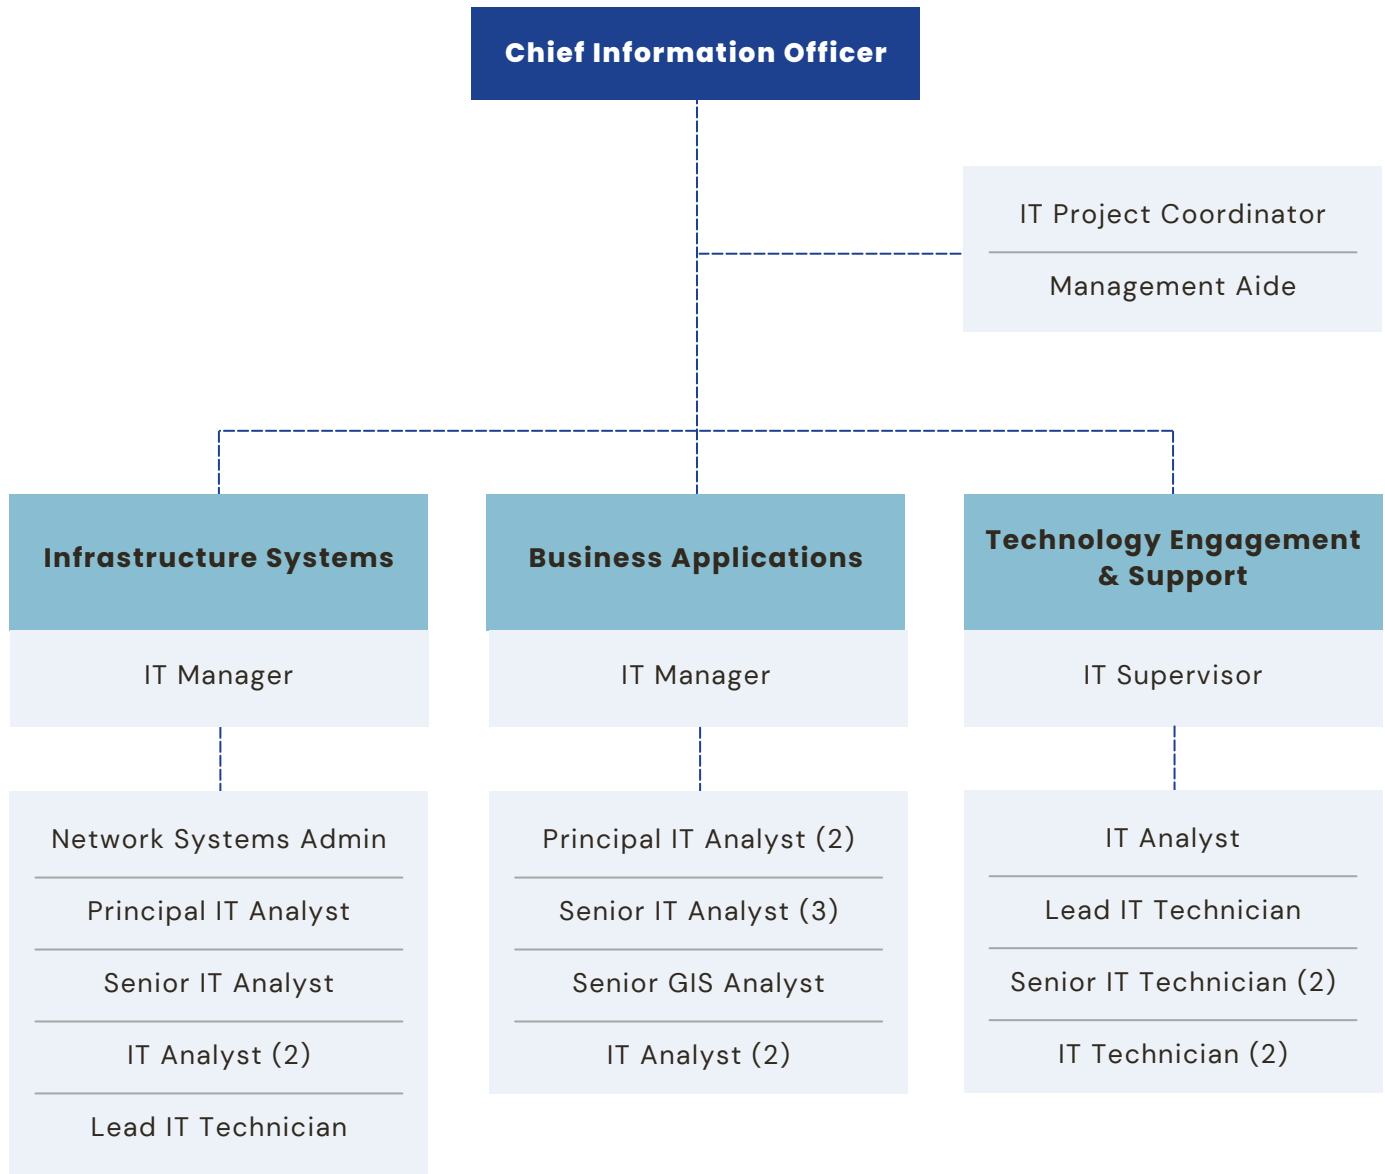 Chief Information Officer
IT Project Coordinator
Management Aide
Infrastructure Systems
IT Manager
Network Systems Admin
Principal IT Analyst
Senior IT Analyst
IT Analyst (2)
Lead IT Technician
Business Applications
IT Manager
Principal IT Analyst (2)
Senior IT Analyst (3)
Senior GIS Analyst
IT Analyst (2)
Technology Engagement
& Support
IT Supervisor
IT Analyst
Lead IT Technician
Senior IT Technician (2)
IT Technician (2)